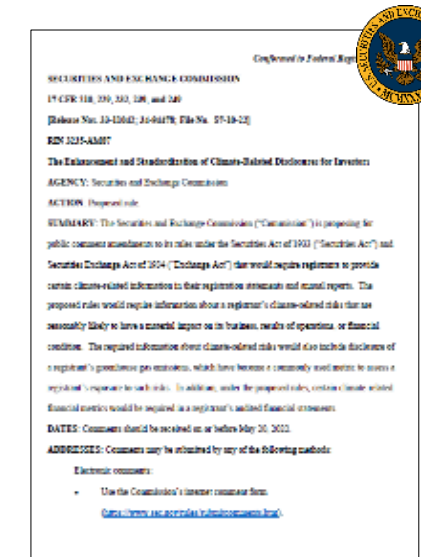 Conformed to Federal
SECURITIES AND EXCHANGE COMMISSION
17 CFR 210, 229, 232, 239, and 249
[Release Nos. 33-11042; 34-94478; File No. S7-10-22]
RIN 3235-AM87
The Enhancement and Standardization of Climate-Related Disclosures for Investors
AGENCY: Securities and Exchange Commission
ACTION: Proposed rule
SUMMARY: The Securities and Exchange Commission (“Commission”) is proposing for
public comment amendments to its rules under the Securities Act of 1933 (“Securities Act”) and
Securities Exchange Act of 1934 (“Exchange Act”) that would require registrants to provide
certain climate-related information in their registration statements and annual reports. The
proposed rules would require information about a registrant’s climate-related risks that are
reasonably likely to have a material impact on its business, results of operations, or financial
condition. The required information about climate-related risks would also include disclosure of
a registrant’s greenhouse gas emissions, which have become a commonly used metric to assess a
registrant’s exposure to such risks. In addition, under the proposed rules, certain climate-related
financial metrics would be required in a registrant’s audited financial statements.
DATES: Comments should be received on or before May 20, 2022.
ADDRESSES: Comments may be submitted by any of the following methods:
Electronic comments:
• Use the Commission’s internet comment form
(https://www.sec.gov/rules/submitcomments.htm).